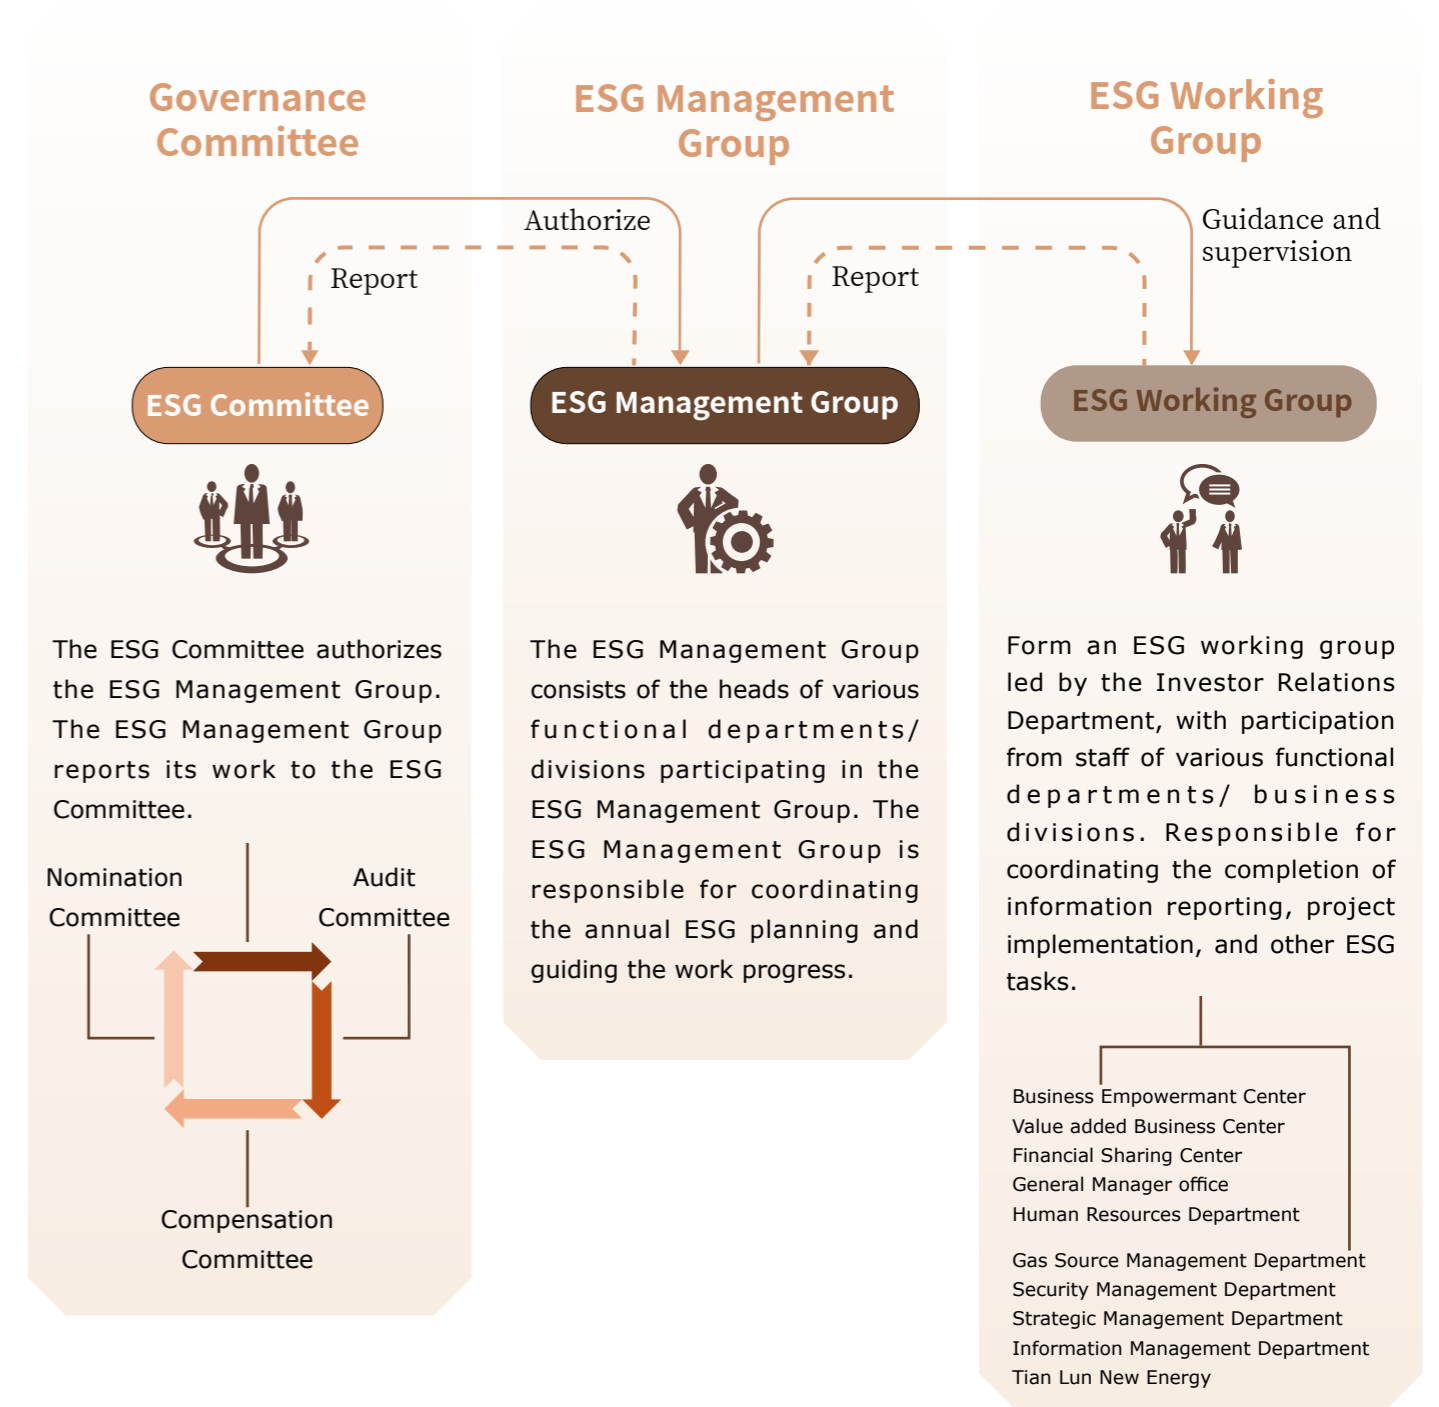 Governance
Committee
Authorize
Report
ESG Committee
The ESG Committee authorizes
the ESG Management Group.
The ESG Management Group
reports its work to the ESG
Committee.
Nomination
Committee
Audit
Committee
Compensation
Committee
ESG Management
Group
Report
ESG Management Group
The ESG Management Group
consists of the heads of various
functional departments/
divisions participating in the
ESG Management Group. The
ESG Management Group is
responsible for coordinating
the annual ESG planning and
guiding the work progress.
ESG Working
Group
Guidance and
supervision
ESG Working Group
Form an ESG working group
led by the Investor Relations
Department, with participation
from staff of various functional
departments/ business
divisions. Responsible for
coordinating the completion of
information reporting, project
implementation, and other ESG
tasks.
Business Empowermant Center
Value added Business Center
Financial Sharing Center
General Manager office
Human Resources Department
Gas Source Management Department
Security Management Department
Strategic Management Department
Information Management Department
Tian Lun New Energy